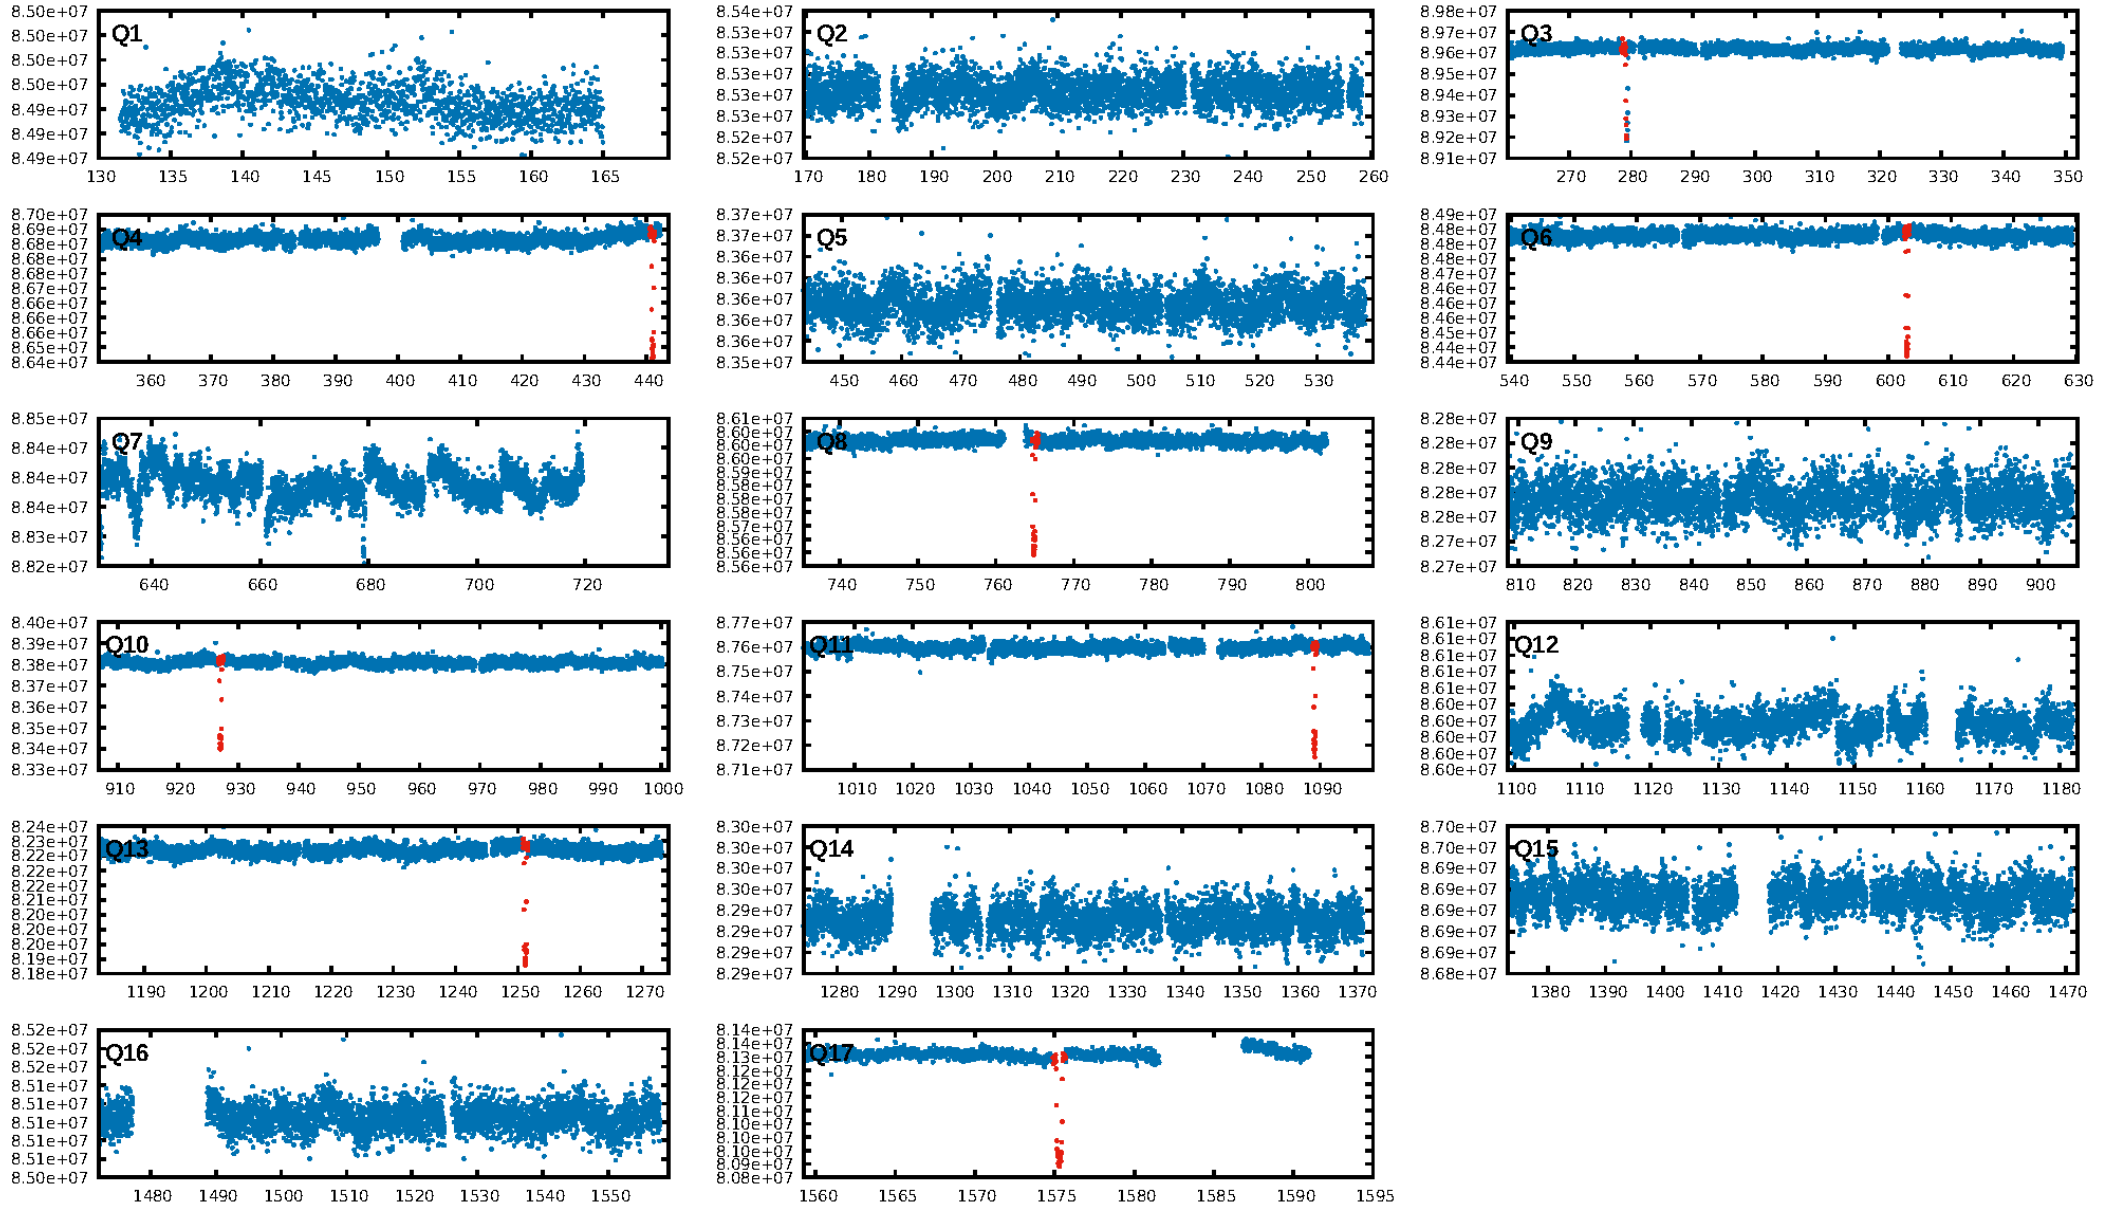 Q1
8.50e+07
8.50e+07
8.50e+07
8.50e+07
8.49e+07
8.49e+07
8.49e+07
130 135 140 145 150 155 160 165
Q2
8.54e+07
8.53e+07
8.53e+07
8.53e+07
8.53e+07
8.53e+07
8.52e+07
8.52e+07
170 180 190 200 210 220 230 240 250 260
Q3
8.98e+07
8.97e+07
8.96e+07
8.95e+07
8.94e+07
8.93e+07
8.92e+07
8.91e+07
270 280 290 300 310 320 330 340 350
Q4
8.70e+07
8.69e+07
8.68e+07
8.68e+07
8.67e+07
8.67e+07
8.66e+07
8.66e+07
8.66e+07
8.65e+07
8.64e+07
360 370 380 390 400 410 420 430 440
Q5
8.37e+07
8.37e+07
8.36e+07
8.36e+07
8.36e+07
8.36e+07
8.36e+07
8.35e+07
450 460 470 480 490 500 510 520 530
Q6
8.49e+07
8.48e+07
8.48e+07
8.48e+07
8.47e+07
8.46e+07
8.46e+07
8.46e+07
8.45e+07
8.44e+07
8.44e+07
540 550 560 570 580 590 600 610 620 630
Q7
8.85e+07
8.84e+07
8.84e+07
8.84e+07
8.83e+07
8.82e+07
640 660 680 700 720
Q8
8.61e+07
8.60e+07
8.60e+07
8.60e+07
8.59e+07
8.58e+07
8.58e+07
8.58e+07
8.57e+07
8.56e+07
8.56e+07
8.56e+07
740 750 760 770 780 790 800
Q9
8.28e+07
8.28e+07
8.28e+07
8.28e+07
8.28e+07
8.27e+07
8.27e+07
810 820 830 840 850 860 870 880 890 900
Q10
8.40e+07
8.39e+07
8.38e+07
8.37e+07
8.36e+07
8.35e+07
8.34e+07
8.33e+07
910 920 930 940 950 960 970 980 990 1000
Q11
8.77e+07
8.76e+07
8.75e+07
8.74e+07
8.73e+07
8.72e+07
8.71e+07
1010 1020 1030 1040 1050 1060 1070 1080 1090
Q12
8.61e+07
8.61e+07
8.61e+07
8.61e+07
8.61e+07
8.60e+07
8.60e+07
8.60e+07
8.60e+07
8.60e+07
1100 1110 1120 1130 1140 1150 1160 1170 1180
Q13
8.24e+07
8.23e+07
8.22e+07
8.22e+07
8.21e+07
8.21e+07
8.20e+07
8.20e+07
8.20e+07
8.19e+07
8.18e+07
1190 1200 1210 1220 1230 1240 1250 1260 1270
Q14
8.30e+07
8.30e+07
8.30e+07
8.30e+07
8.29e+07
8.29e+07
8.29e+07
8.29e+07
1280 1290 1300 1310 1320 1330 1340 1350 1360 1370
Q15
8.70e+07
8.70e+07
8.69e+07
8.69e+07
8.69e+07
8.69e+07
8.69e+07
8.68e+07
1380 1390 1400 1410 1420 1430 1440 1450 1460 1470
Q16
8.52e+07
8.52e+07
8.52e+07
8.51e+07
8.51e+07
8.51e+07
8.51e+07
8.51e+07
8.50e+07
1480 1490 1500 1510 1520 1530 1540 1550
Q17
8.14e+07
8.13e+07
8.13e+07
8.12e+07
8.12e+07
8.11e+07
8.11e+07
8.10e+07
8.10e+07
8.10e+07
8.09e+07
8.08e+07
1560 1565 1570 1575 1580 1585 1590 1595